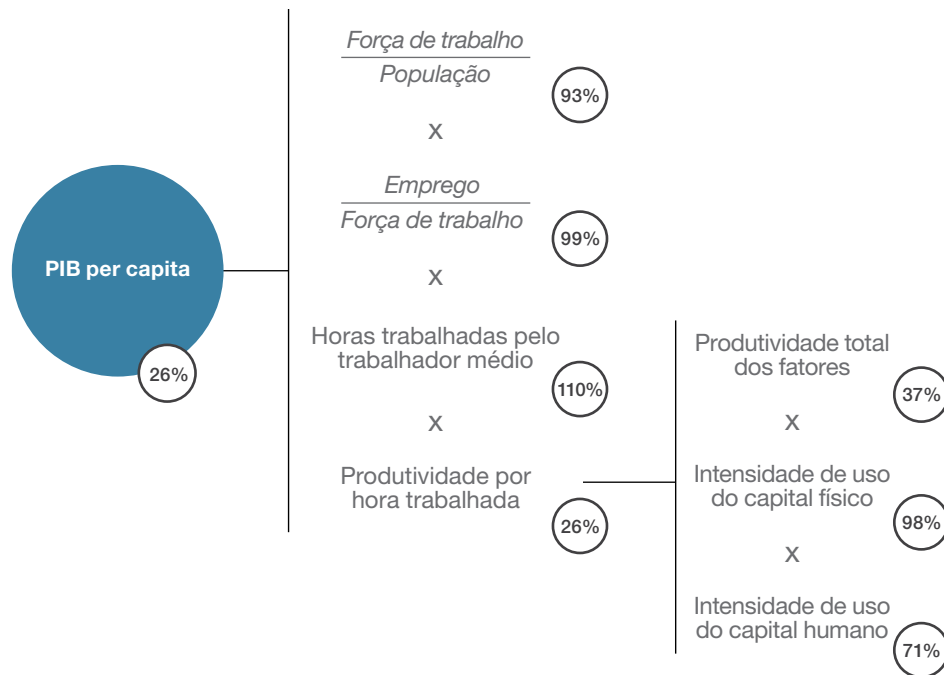 PIB per capita
26%
Força de trabalho
População
93%
x
Emprego
Força de trabalho
99%
x
Horas trabalhadas pelo
trabalhador médio
110%
x
Produtividade por
hora trabalhada
26%
Produtividade total
dos fatores
37%
x
Intensidade de uso
do capital físico
98%
x
Intensidade de uso
do capital humano
71%